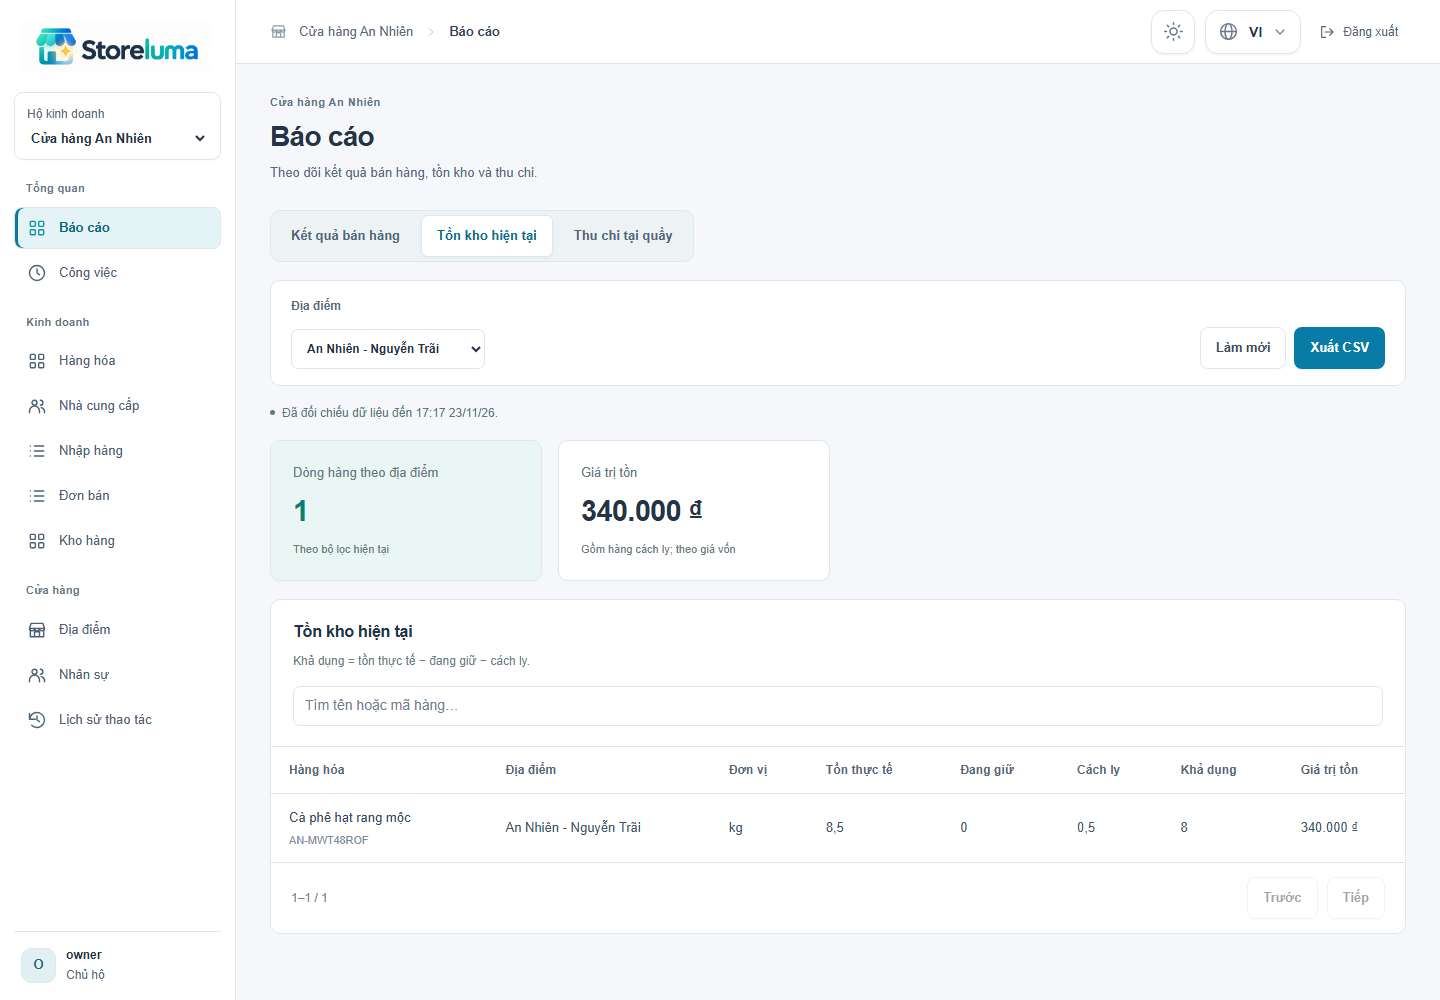 Storeluma
Hộ kinh doanh
Cửa hàng An Nhiên
Tổng quan
Báo cáo
Công việc
Kinh doanh
Hàng hóa
Nhà cung cấp
Nhập hàng
Đơn bán
Kho hàng
Cửa hàng
Địa điểm
Nhân sự
Lịch sử thao tác
O
owner
Chủ hộ
Cửa hàng An Nhiên
Báo cáo
VI
Đăng xuất
Cửa hàng An Nhiên
Báo cáo
Theo dõi kết quả bán hàng, tồn kho và thu chi.
Kết quả bán hàng
Tồn kho hiện tại
Thu chi tại quầy
Địa điểm
An Nhiên - Nguyễn Trãi
Làm mới
Xuất CSV
Đã đối chiếu dữ liệu đến 17:17 23/11/26.
Dòng hàng theo địa điểm
1
Theo bộ lọc hiện tại
Giá trị tồn
340.000 ₫
Gồm hàng cách ly; theo giá vốn
Tồn kho hiện tại
Khả dụng = tồn thực tế − đang giữ − cách ly.
Tìm tên hoặc mã hàng…
Hàng hóa Địa điểm Đơn vị Tồn thực tế Đang giữ Cách ly Khả dụng Giá trị tồn
Cà phê hạt rang mộc
AN-MWT48ROF
An Nhiên - Nguyễn Trãi kg 8,5 0 0,5 8 340.000 ₫
1–1 / 1
Trước
Tiếp